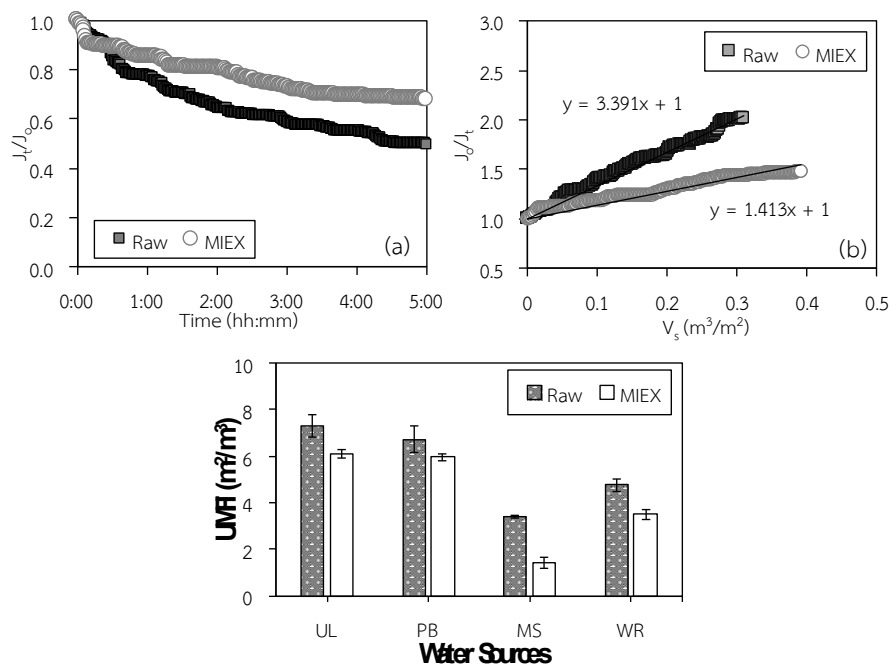 1.0
0.8
0.6
0.4
0.2
0.0
Jt/Jo
Raw MIEX
(a)
0:00 1:00 2:00 3:00 4:00 5:00
Time (hh:mm)
3.0
2.5
2.0
1.5
1.0
0.5
Jo/Jt
Raw MIEX
y = 3.391x + 1
y = 1.413x + 1
(b)
0 0.1 0.2 0.3 0.4 0.5
Vs (m³/m²)
10
8
6
4
2
0
UMFI (m²/m³)
Raw MIEX
UL PB MS WR
Water Sources